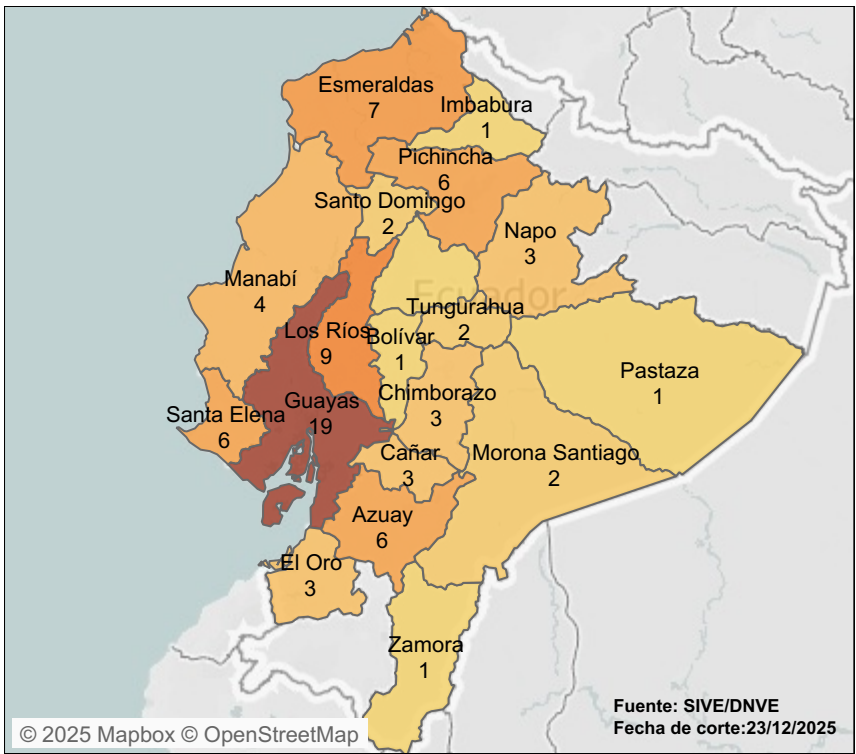 Esmeraldas
7
Imbabura
1
Pichincha
6
Santo Domingo
2
Napo
3
Manabí
4
Ecuador
Tungurahua
2
Los Ríos
9
Bolívar
1
Pastaza
1
Chimborazo
3
Guayas
19
Santa Elena
6
Cañar
3
Morona Santiago
2
Azuay
6
El Oro
3
Zamora
1
Fuente: SIVE/DNVE
Fecha de corte:23/12/2025
© 2025 Mapbox © OpenStreetMap